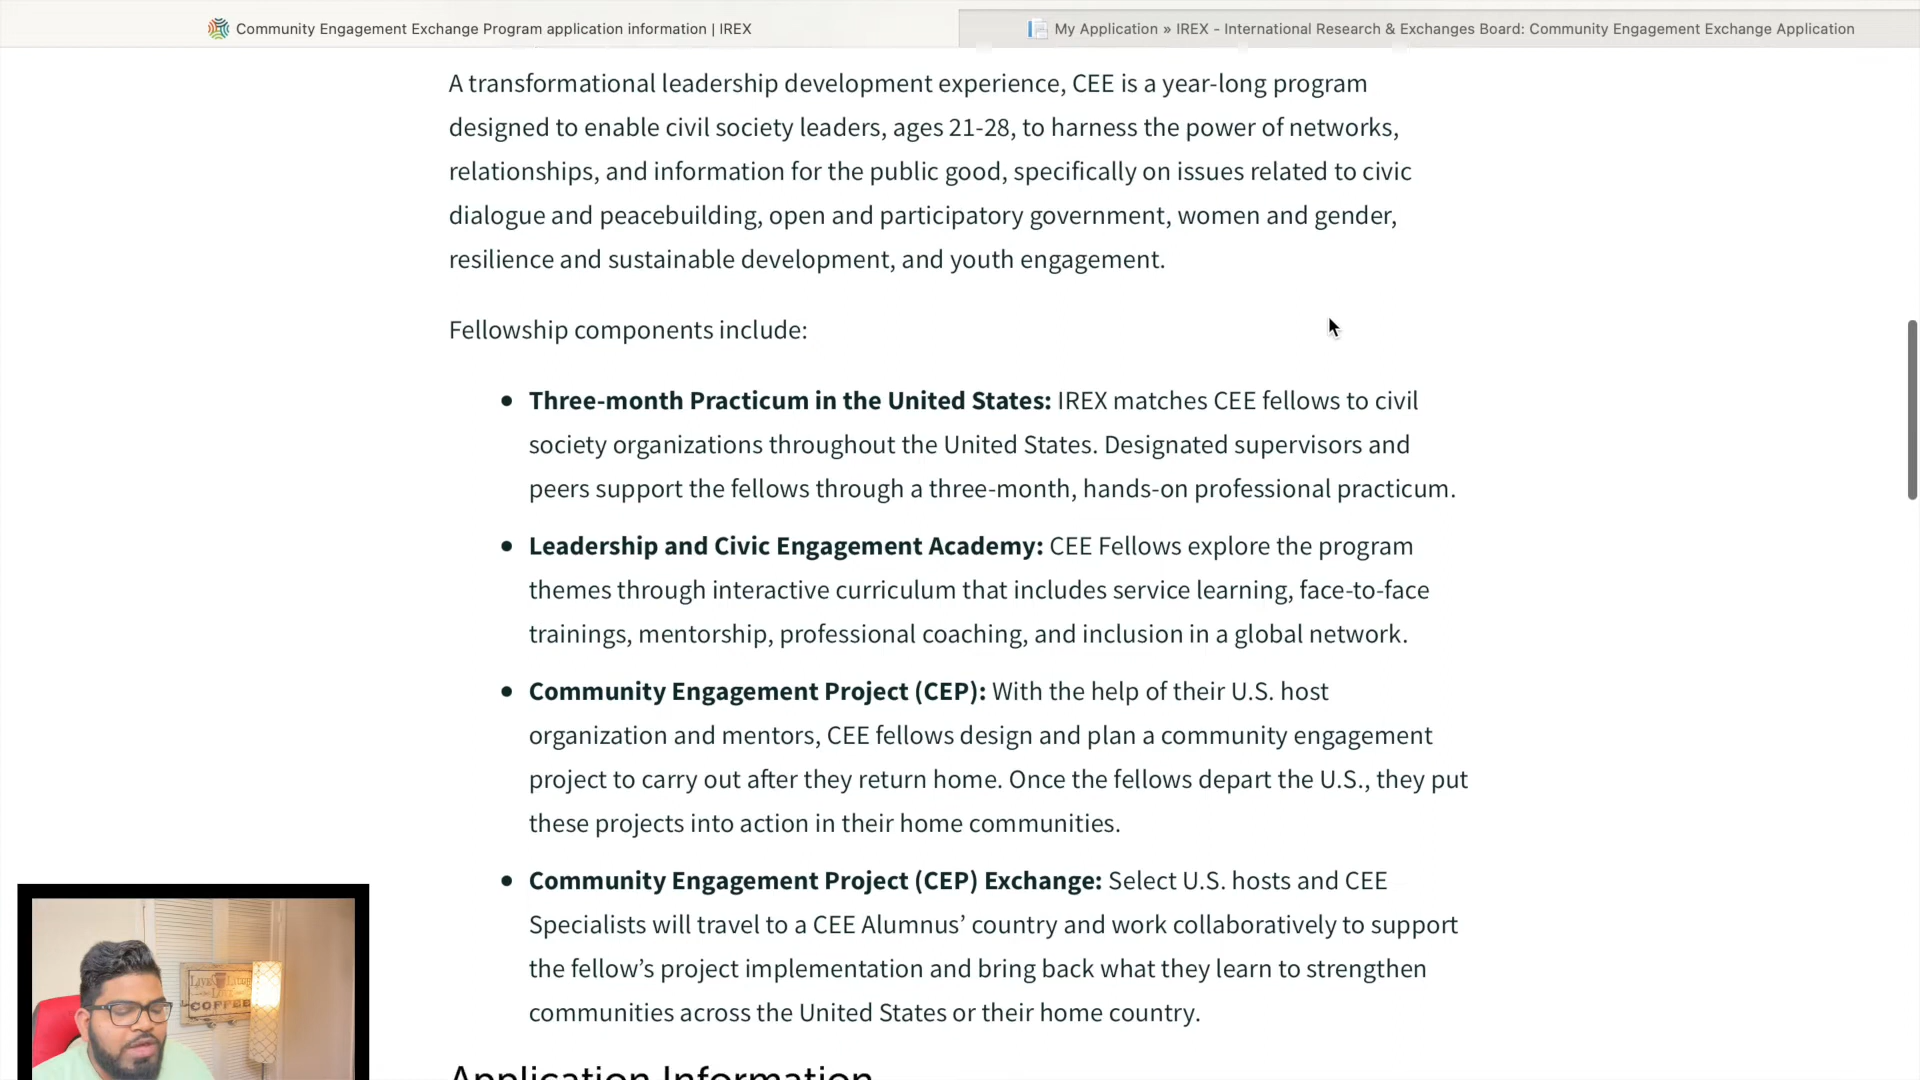 Community Engagement Exchange Program application information | IREX
My Application » IREX - International Research & Exchanges Board: Community Engagement Exchange Application
A transformational leadership development experience, CEE is a year-long program
designed to enable civil society leaders, ages 21-28, to harness the power of networks,
relationships, and information for the public good, specifically on issues related to civic
dialogue and peacebuilding, open and participatory government, women and gender,
resilience and sustainable development, and youth engagement.
Fellowship components include:
• Three-month Practicum in the United States: IREX matches CEE fellows to civil
society organizations throughout the United States. Designated supervisors and
peers support the fellows through a three-month, hands-on professional practicum.
• Leadership and Civic Engagement Academy: CEE Fellows explore the program
themes through interactive curriculum that includes service learning, face-to-face
trainings, mentorship, professional coaching, and inclusion in a global network.
• Community Engagement Project (CEP): With the help of their U.S. host
organization and mentors, CEE fellows design and plan a community engagement
project to carry out after they return home. Once the fellows depart the U.S., they put
these projects into action in their home communities.
• Community Engagement Project (CEP) Exchange: Select U.S. hosts and CEE
Specialists will travel to a CEE Alumnus’ country and work collaboratively to support
the fellow’s project implementation and bring back what they learn to strengthen
communities across the United States or their home country.
Application Information
COFFEE